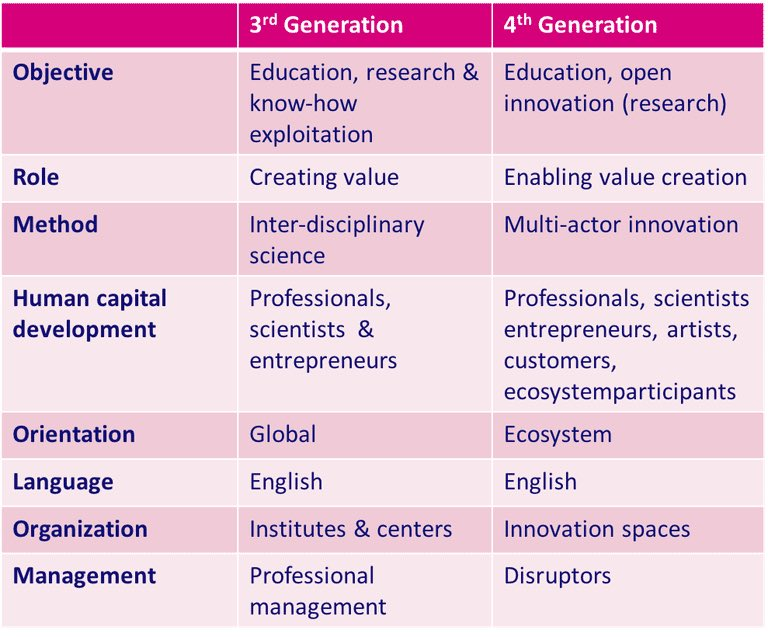 3rd Generation
4th Generation
Objective
Education, research &
know-how
exploitation
Education, open
innovation (research)
Role
Creating value
Enabling value creation
Method
Inter-disciplinary
science
Multi-actor innovation
Human capital
development
Professionals,
scientists &
entrepreneurs
Professionals, scientists
entrepreneurs, artists,
customers,
ecosystemparticipants
Orientation
Global
Ecosystem
Language
English
English
Organization
Institutes & centers
Innovation spaces
Management
Professional
management
Disruptors